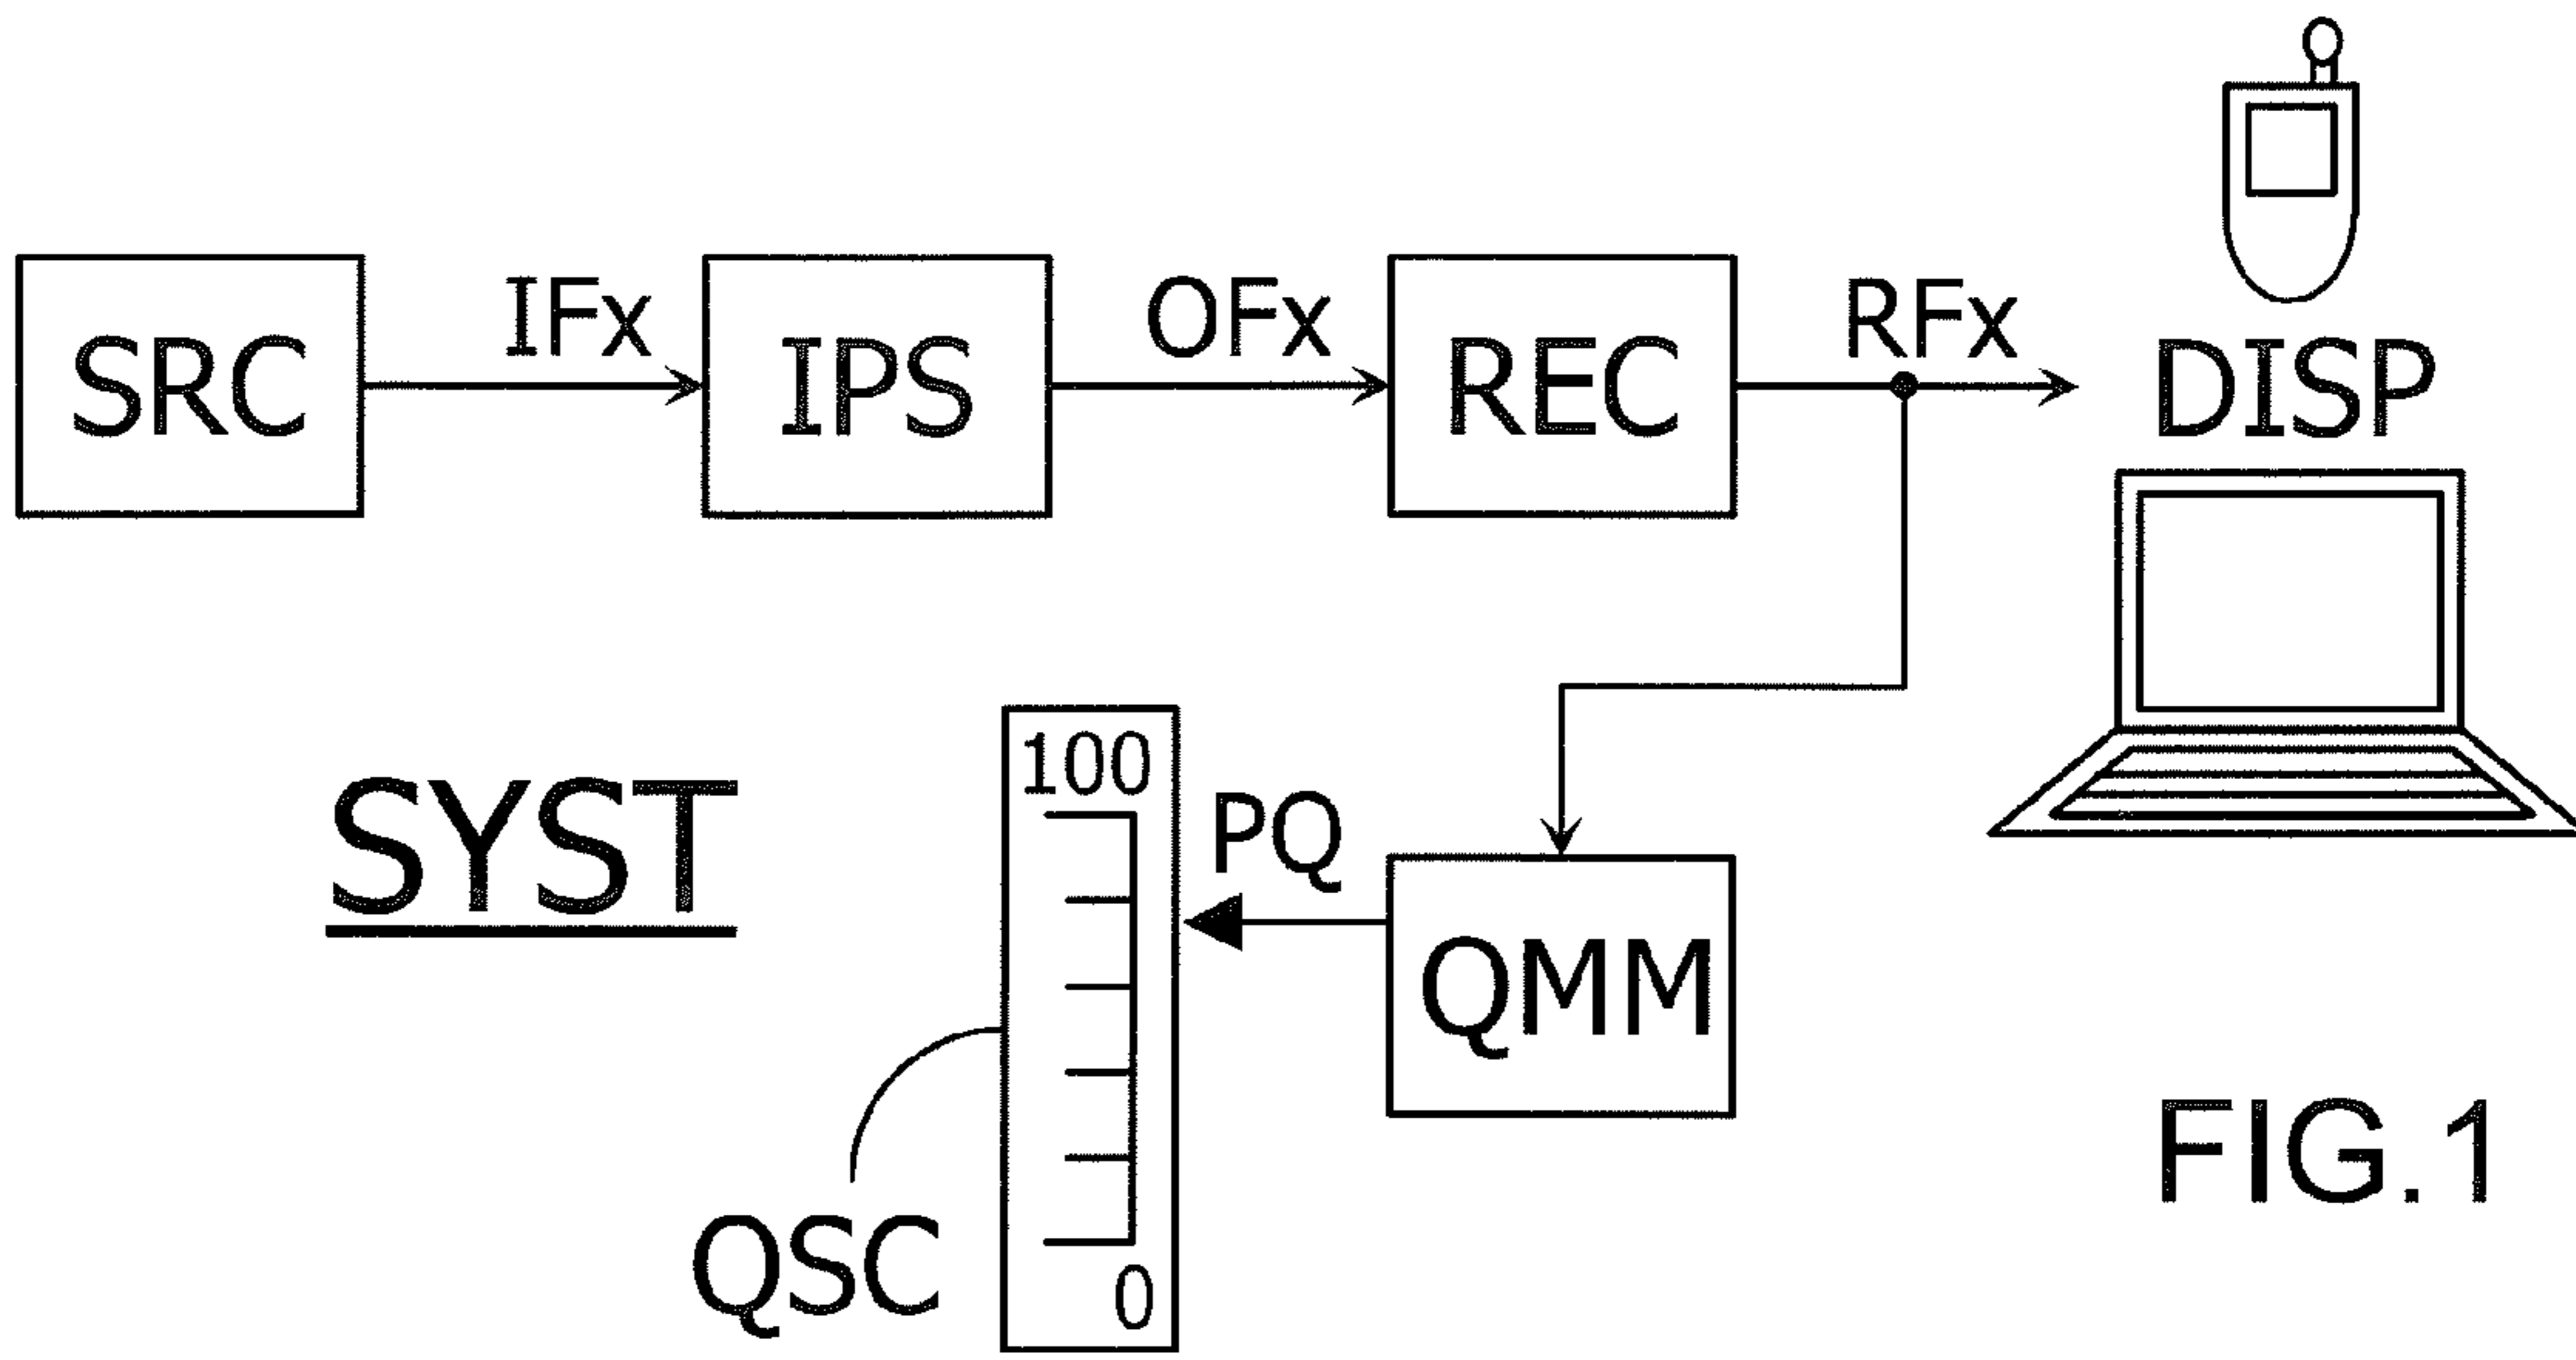 IFx
OFx
RFx
SRC
IPS
REC
DISP
100
SYST
PQ
QMM
QSC
0
FIG.1